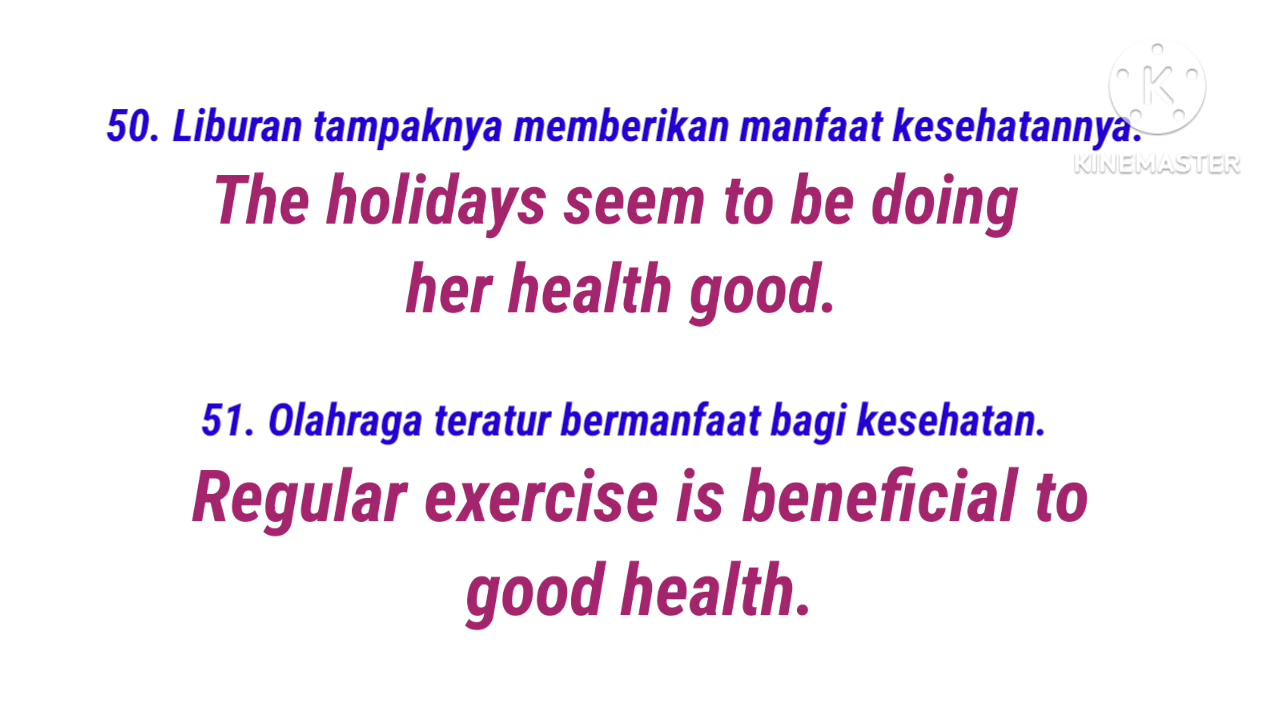 50. Liburan tampaknya memberikan manfaat kesehatannya.
The holidays seem to be doing
her health good.
51. Olahraga teratur bermanfaat bagi kesehatan.
Regular exercise is beneficial to
good health.
K
KINEMASTER